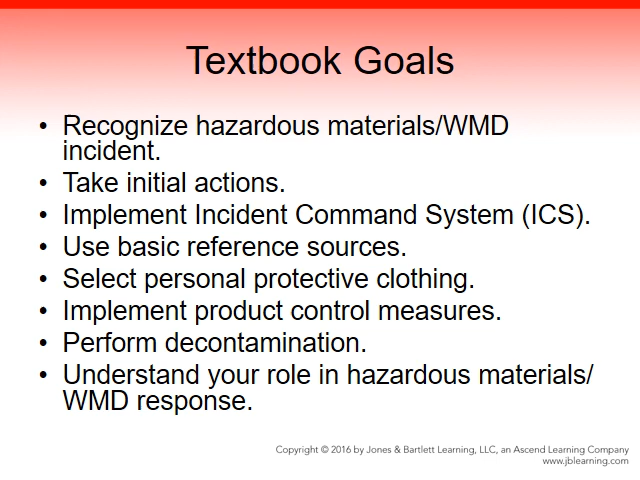 Textbook Goals
• Recognize hazardous materials/WMD
incident.
• Take initial actions.
• Implement Incident Command System (ICS).
• Use basic reference sources.
• Select personal protective clothing.
• Implement product control measures.
• Perform decontamination.
• Understand your role in hazardous materials/
WMD response.
Copyright © 2016 by Jones & Bartlett Learning, LLC, an Ascend Learning Company
www.jblearning.com